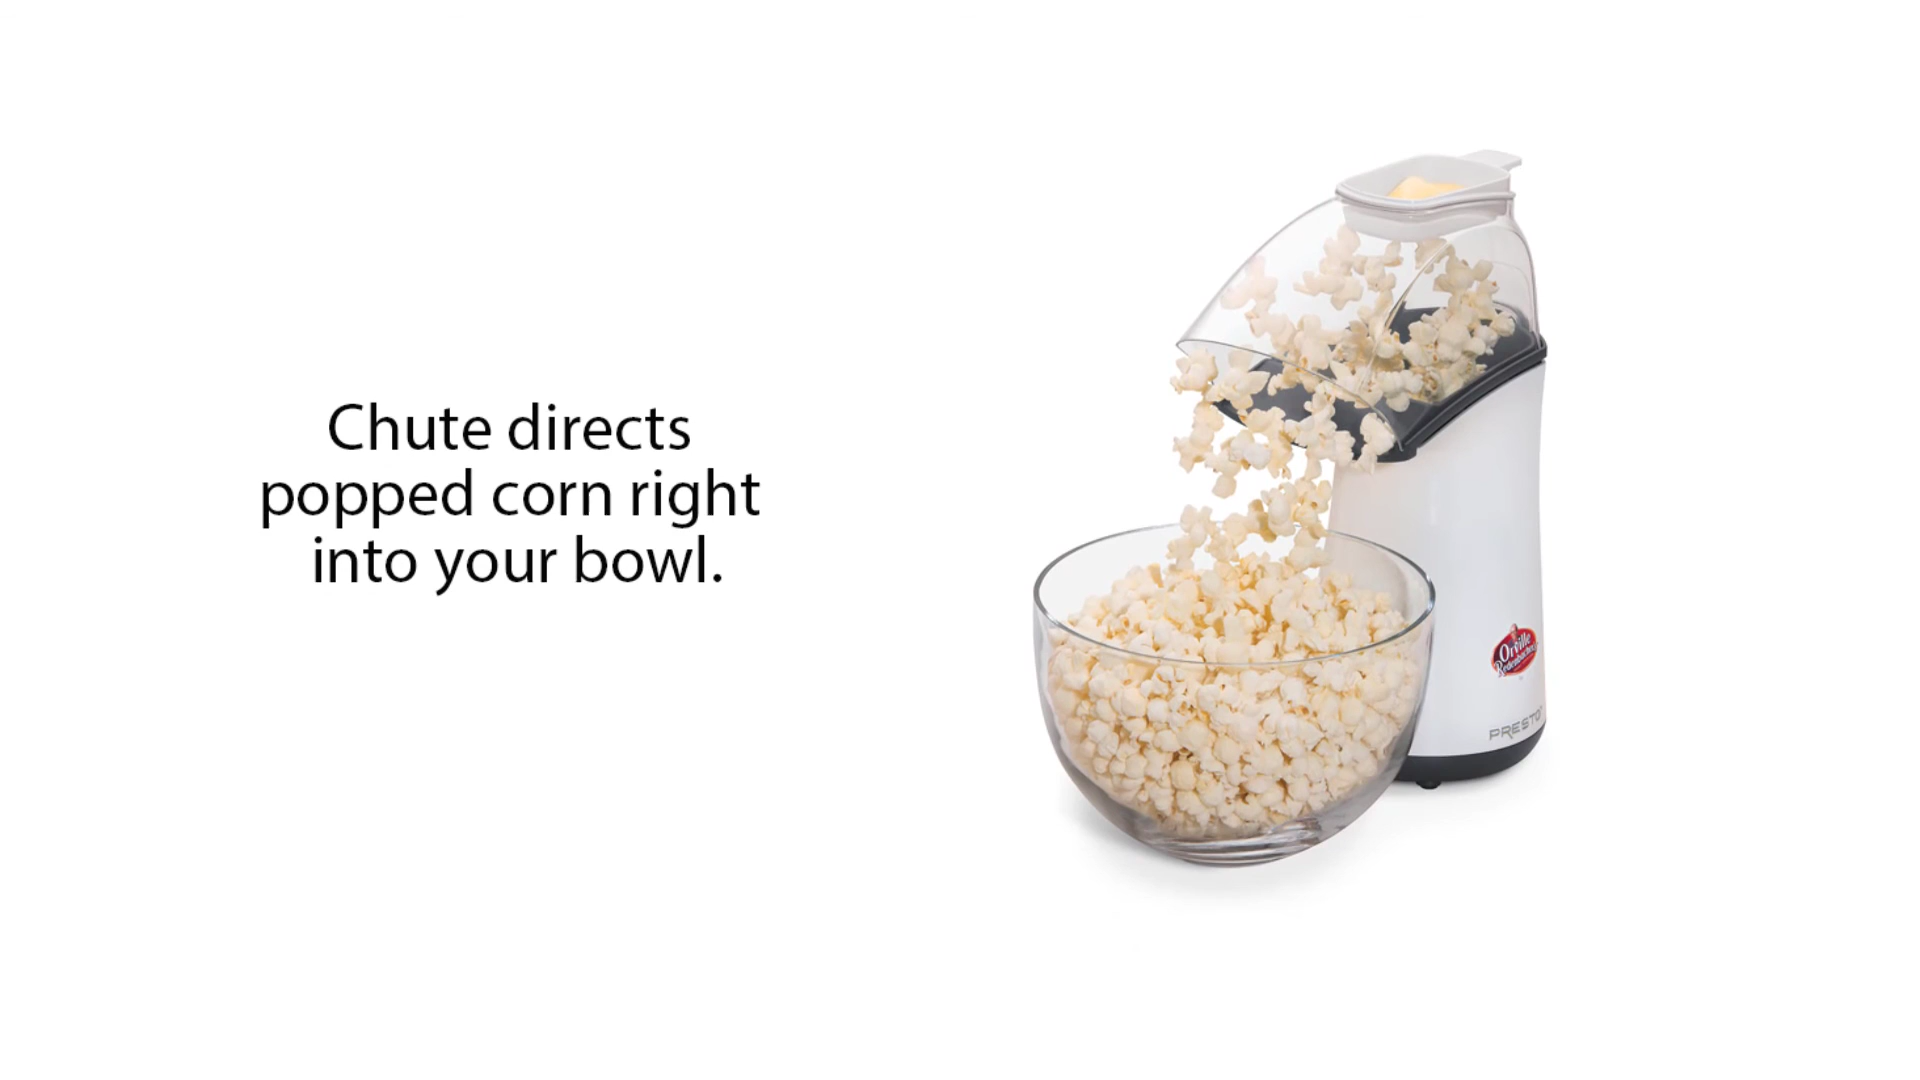 Chute directs
popped corn right
into your bowl.
Orville
Redenbacher's
PRESTO